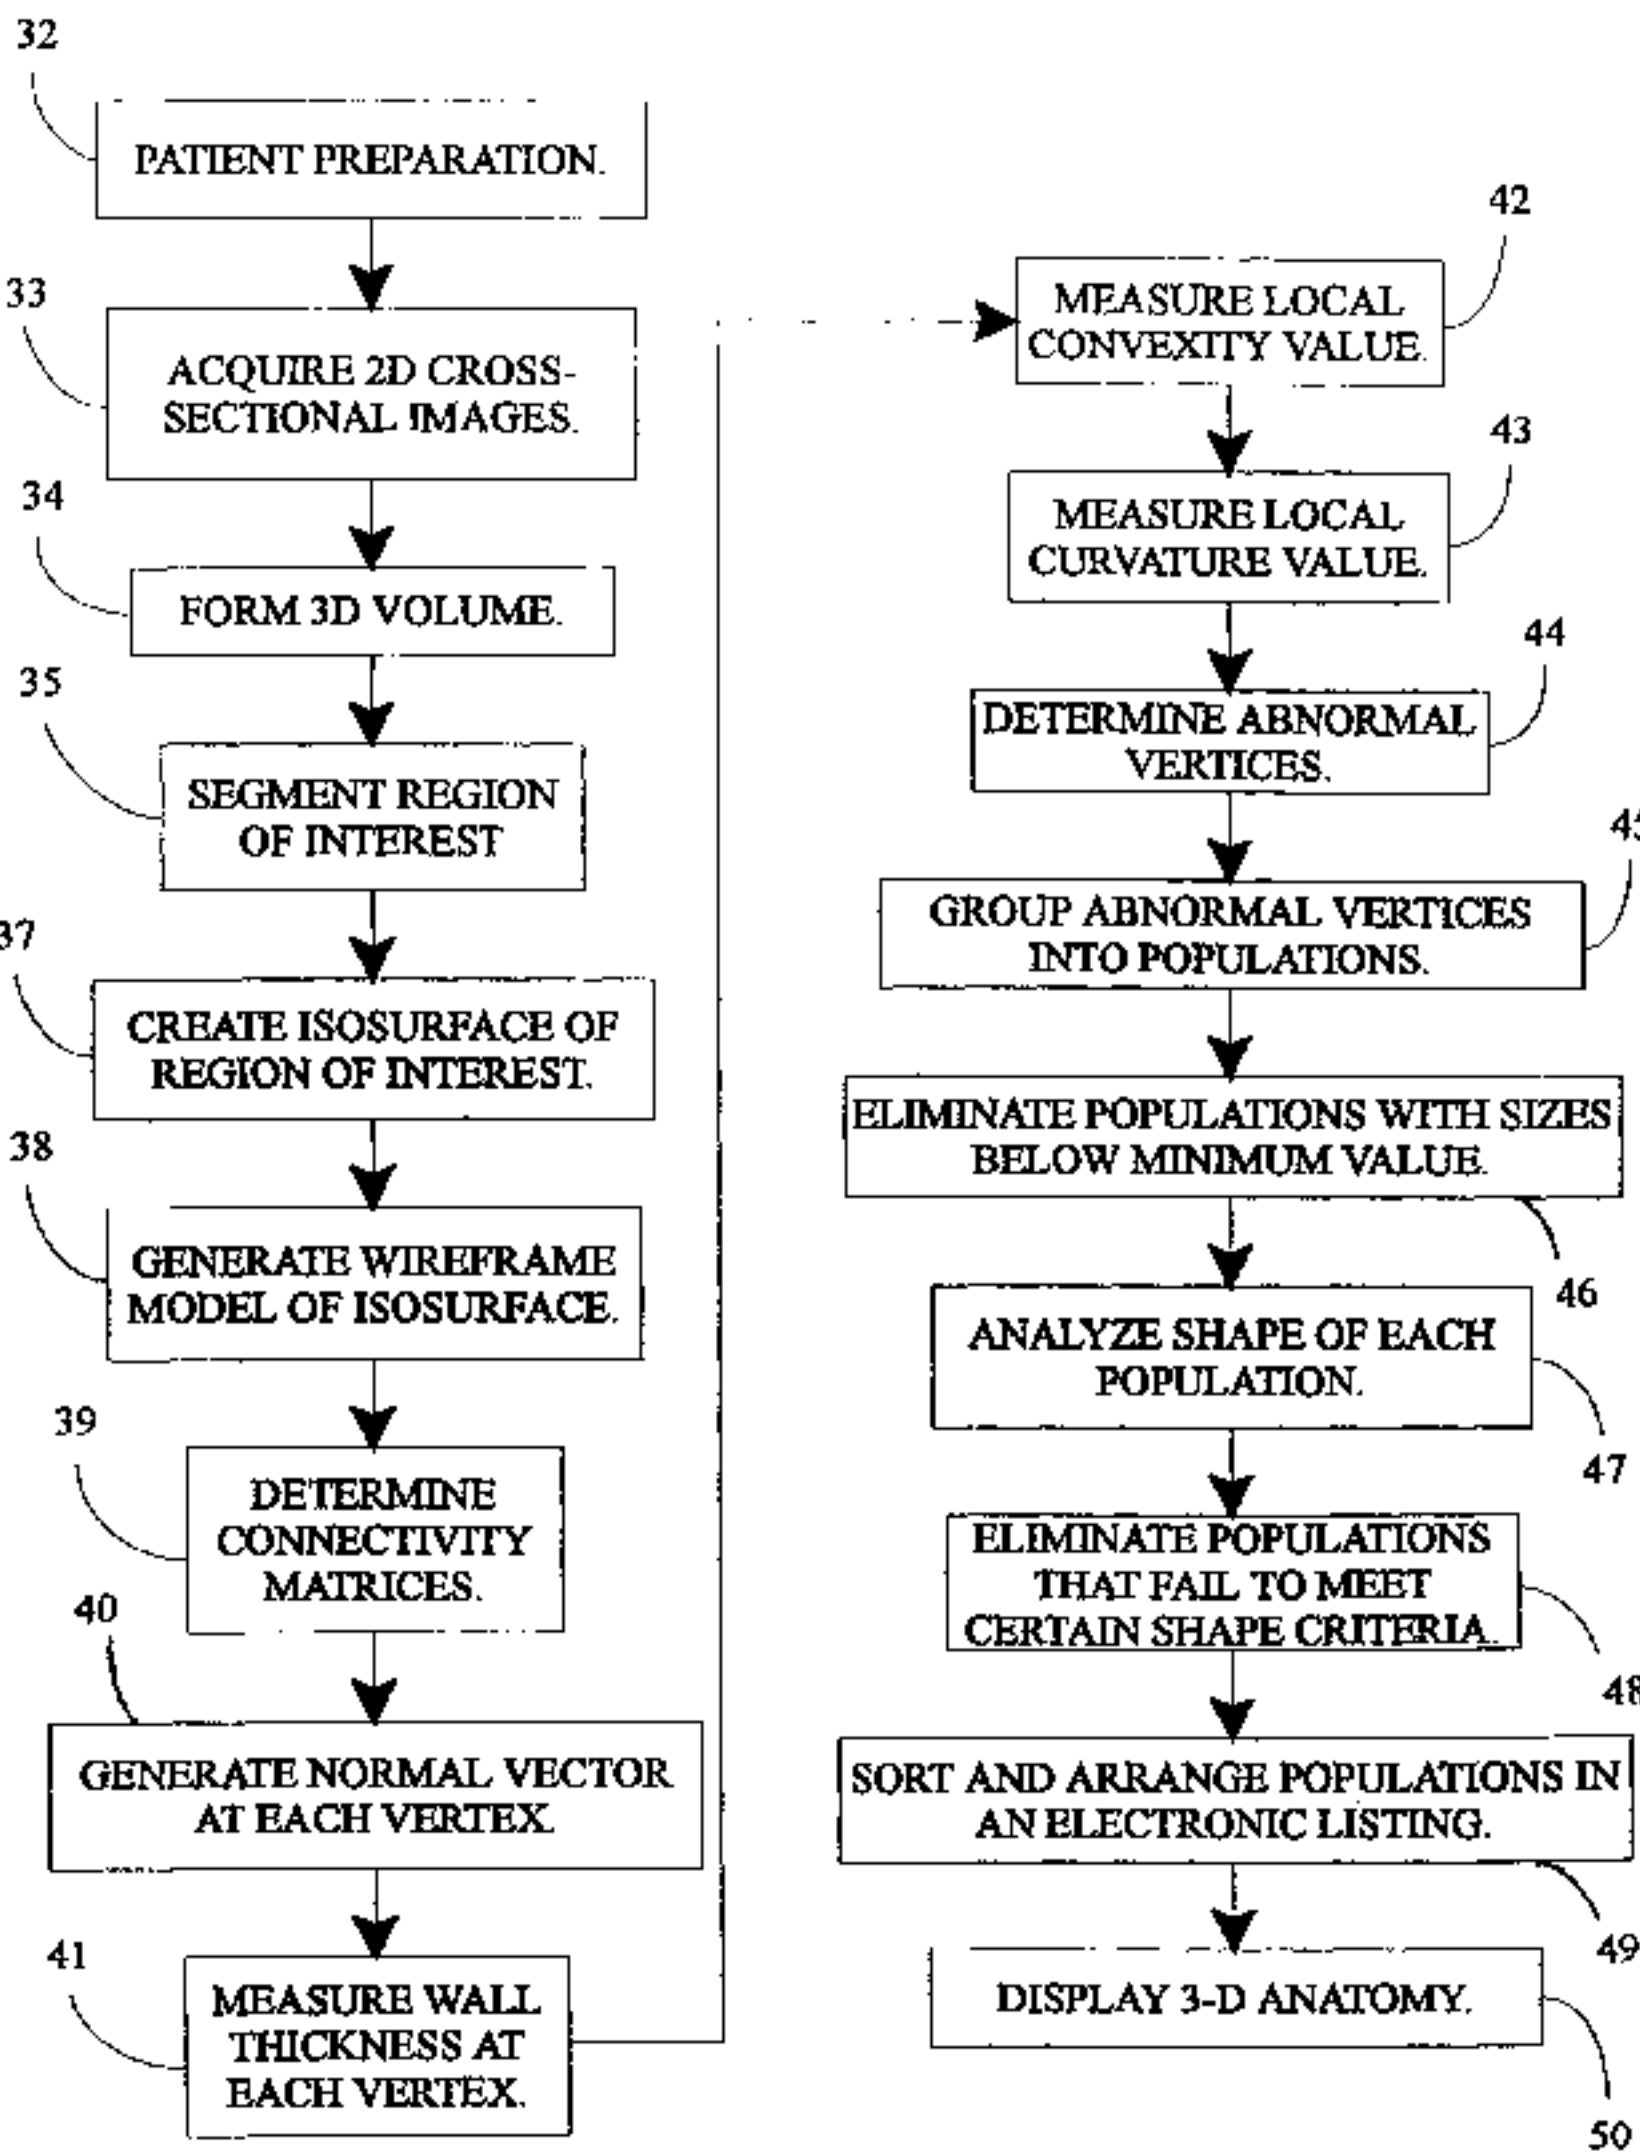 32
PATIENT PREPARATION.
33
ACQUIRE 2D CROSS-
SECTIONAL IMAGES.
34
FORM 3D VOLUME.
35
SEGMENT REGION
OF INTEREST
37
CREATE ISOSURFACE OF
REGION OF INTEREST.
38
GENERATE WIREFRAME
MODEL OF ISOSURFACE.
39
DETERMINE
CONNECTIVITY
MATRICES.
40
GENERATE NORMAL VECTOR
AT EACH VERTEX.
41
MEASURE WALL
THICKNESS AT
EACH VERTEX.
42
MEASURE LOCAL
CONVEXITY VALUE.
43
MEASURE LOCAL
CURVATURE VALUE.
44
DETERMINE ABNORMAL
VERTICES.
45
GROUP ABNORMAL VERTICES
INTO POPULATIONS.
ELIMINATE POPULATIONS WITH SIZES
BELOW MINIMUM VALUE.
46
ANALYZE SHAPE OF EACH
POPULATION.
47
ELIMINATE POPULATIONS
THAT FAIL TO MEET
CERTAIN SHAPE CRITERIA.
48
SORT AND ARRANGE POPULATIONS IN
AN ELECTRONIC LISTING.
49
DISPLAY 3-D ANATOMY.
50